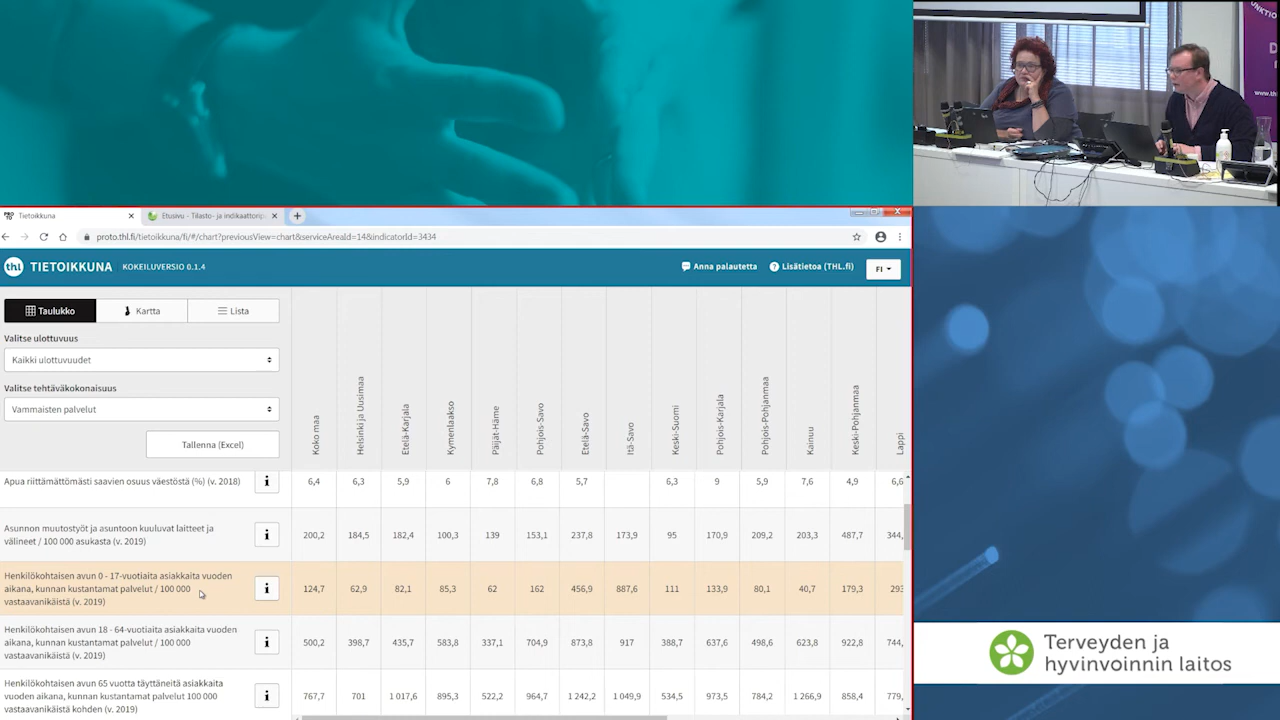 Tietoikkuna
Etusivu - Tilasto- ja indikaattorip
proto.thl.fi/tietoikkuna/fi/#/chart?previousView=chart&serviceAreaId=14&indicatorId=3434
thl TIETOIKKUNA KOKEILUVERSIO 0.1.4
Anna palautetta Lisätietoa (THL.fi) FI
Taulukko Kartta Lista
Valitse ulottuvuus
Kaikki ulottuvuudet
Valitse tehtäväkokonaisuus
Vammaisten palvelut
Tallenna (Excel)
Koko maa
Helsinki ja Uusimaa
Etelä-Karjala
Kymenlaakso
Päijät-Häme
Pohjois-Savo
Etelä-Savo
Itä-Savo
Keski-Suomi
Pohjois-Karjala
Pohjois-Pohjanmaa
Kainuu
Keski-Pohjanmaa
Lappi
Apua riittämättömästi saavien osuus väestöstä (%) (v. 2018) i 6,4 6,3 5,9 6 7,8 6,8 5,7 6,3 9 5,9 7,6 4,9 6,6
Asunnon muutostyöt ja asuntoon kuuluvat laitteet ja
välineet / 100 000 asukasta (v. 2019) i 200,2 184,5 182,4 100,3 139 153,1 237,8 173,9 95 170,9 209,2 203,3 487,7 344,
Henkilökohtaisen avun 0 - 17-vuotiaita asiakkaita vuoden
aikana, kunnan kustantamat palvelut / 100 000 i 124,7 62,9 82,1 85,3 62 162 456,9 887,6 111 133,9 80,1 40,7 179,3 293
vastaavanikäistä (v. 2019)
Henkilökohtaisen avun 18 - 64-vuotiaita asiakkaita vuoden
aikana, kunnan kustantamat palvelut / 100 000 i 500,2 398,7 435,7 583,8 337,1 704,9 873,8 917 388,7 637,6 498,6 623,8 922,8 744,
vastaavanikäistä (v. 2019)
Henkilökohtaisen avun 65 vuotta täyttäneitä asiakkaita
vuoden aikana, kunnan kustantamat palvelut 100 000 i 767,7 701 1 017,6 895,3 522,2 964,7 1 242,2 1 049,9 534,5 973,5 784,2 1 266,9 858,4 779,
vastaavanikäistä kohden (v. 2019)
Terveyden ja
hyvinvoinnin laitos